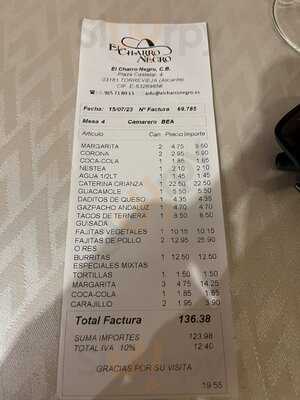 EL CHARRO
NEGRO
El Charro Negro, C.B.
Plaza Castelar, 4
03181 TORREVIEJA (Alicante)
info@elcharronegro.es
Fecha: 15/07/23 Nº Factura 69.785
Mesa 4 Camarero BEA
Artículo Can Precio Importe
MARGARITA 2 4.75 9.50
CORONA 2 2.95 5.90
COCA-COLA 1 1.85 1.85
NESTEA 1 2.10 2.10
AGUA 1/2LT 1 1.45 1.45
CATERINA CRIANZA 1 22.50 22.50
GUACAMOLE 1 5.50 5.50
DADITOS DE QUESO 1 4.35 4.35
GAZPACHO ANDALUZ 1 4.70 4.70
TACOS DE TERNERA 1 8.50 8.50
GUISADA
FAJITAS VEGETALES 1 10.15 10.15
FAJITAS DE POLLO 2 12.95 25.90
O RES
BURRITAS 1 12.50 12.50
ESPECIALES MIXTAS
TORTILLAS 1 1.50 1.50
MARGARITA 3 4.75 14.25
COCA-COLA 1 1.85 1.85
CARAJILLO 2 1.95 3.90
Total Factura 136.38
SUMA IMPORTES 123.98
TOTAL IVA 10% 12.40
GRACIAS POR SU VISITA
19:55